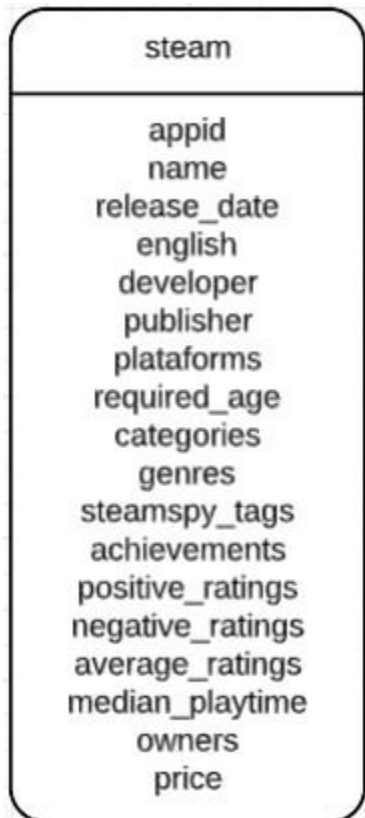 steam
appid
name
release_date
english
developer
publisher
plataforms
required_age
categories
genres
steamspy_tags
achievements
positive_ratings
negative_ratings
average_ratings
median_playtime
owners
price